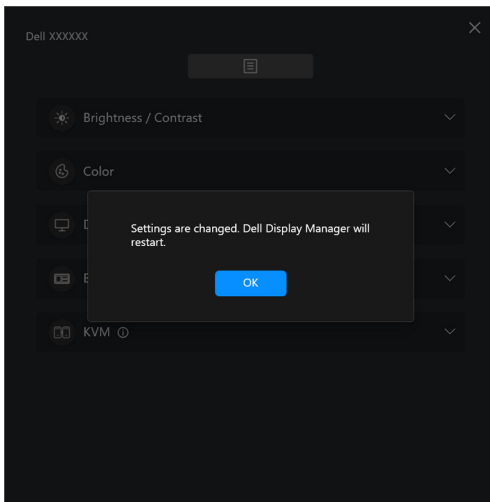 Dell XXXXXX
Brightness / Contrast
Color
Settings are changed. Dell Display Manager will
restart.
OK
KVM